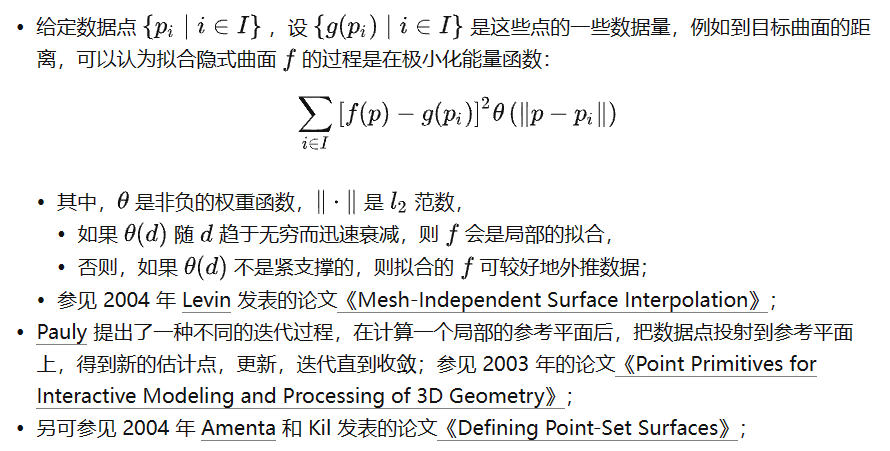 • 给定数据点 {p_i | i ∈ I} ，设 {g(p_i) | i ∈ I} 是这些点的一些数据量，例如到目标曲面的距
离，可以认为拟合隐式曲面 f 的过程是在极小化能量函数：
∑_{i∈I} [f(p) − g(p_i)]^2 θ (‖p − p_i‖)
• 其中，θ 是非负的权重函数，‖ · ‖ 是 l_2 范数，
• 如果 θ(d) 随 d 趋于无穷而迅速衰减，则 f 会是局部的拟合，
• 否则，如果 θ(d) 不是紧支撑的，则拟合的 f 可较好地外推数据；
• 参见 2004 年 Levin 发表的论文《Mesh-Independent Surface Interpolation》；
• Pauly 提出了一种不同的迭代过程，在计算一个局部的参考平面后，把数据点投射到参考平面
上，得到新的估计点，更新，迭代直到收敛；参见 2003 年的论文《Point Primitives for
Interactive Modeling and Processing of 3D Geometry》；
• 另可参见 2004 年 Amenta 和 Kil 发表的论文《Defining Point-Set Surfaces》；